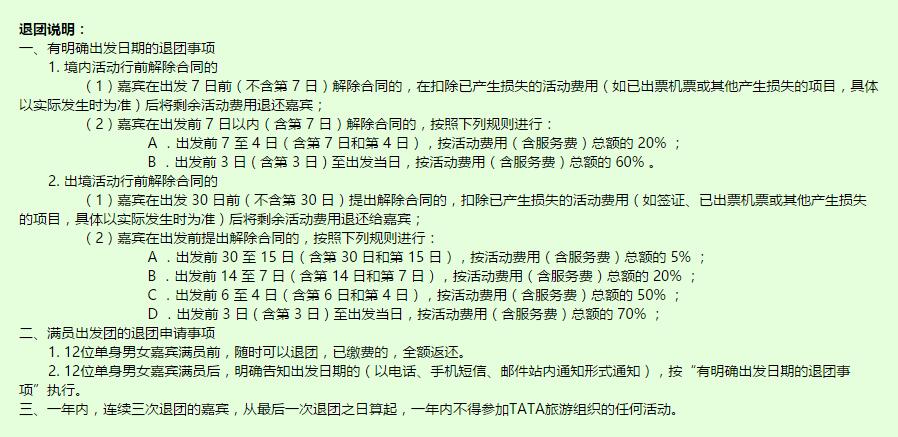 退团说明：
一、有明确出发日期的退团事项
1. 境内活动行前解除合同的
（1）嘉宾在出发 7 日前（不含第 7 日）解除合同的，在扣除已产生损失的活动费用（如已出票机票或其他产生损失的项目，具体
以实际发生时为准）后将剩余活动费用退还嘉宾；
（2）嘉宾在出发前 7 日以内（含第 7 日）解除合同的，按照下列规则进行：
A ．出发前 7 至 4 日（含第 7 日和第 4 日），按活动费用（含服务费）总额的 20% ；
B ．出发前 3 日（含第 3 日）至出发当日，按活动费用（含服务费）总额的 60% 。
2. 出境活动行前解除合同的
（1）嘉宾在出发 30 日前（不含第 30 日）提出解除合同的，扣除已产生损失的活动费用（如签证、已出票机票或其他产生损失
的项目，具体以实际发生时为准）后将剩余活动费用退还给嘉宾；
（2）嘉宾在出发前提出解除合同的，按照下列规则进行：
A ．出发前 30 至 15 日（含第 30 日和第 15 日），按活动费用（含服务费）总额的 5% ；
B ．出发前 14 至 7 日（含第 14 日和第 7 日），按活动费用（含服务费）总额的 20% ；
C ．出发前 6 至 4 日（含第 6 日和第 4 日），按活动费用（含服务费）总额的 50% ；
D ．出发前 3 日（含第 3 日）至出发当日，按活动费用（含服务费）总额的 70% ；
二、满员出发团的退团申请事项
1. 12位单身男女嘉宾满员前，随时可以退团，已缴费的，全额返还。
2. 12位单身男女嘉宾满员后，明确告知出发日期的（以电话、手机短信、邮件站内通知形式通知），按“有明确出发日期的退团事
项”执行。
三、一年内，连续三次退团的嘉宾，从最后一次退团之日算起，一年内不得参加TATA旅游组织的任何活动。